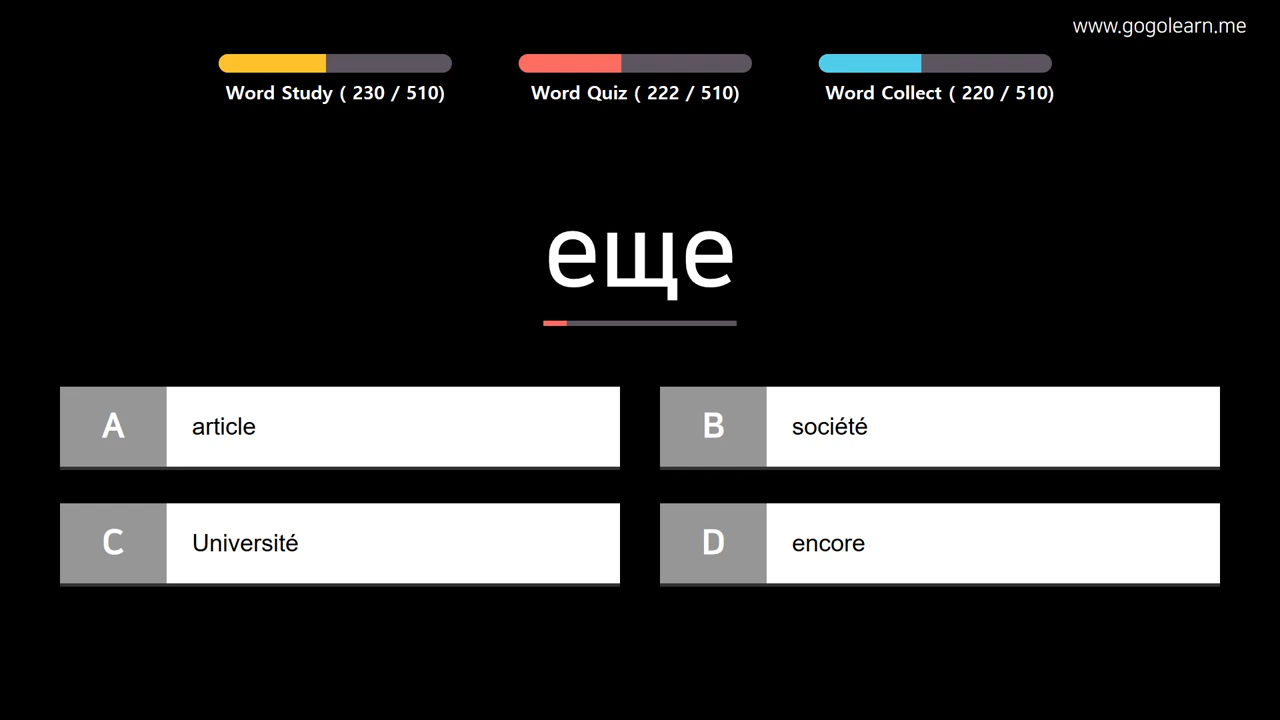 www.gogolearn.me
Word Study ( 230 / 510)
Word Quiz ( 222 / 510)
Word Collect ( 220 / 510)
еще
A article
B société
C Université
D encore